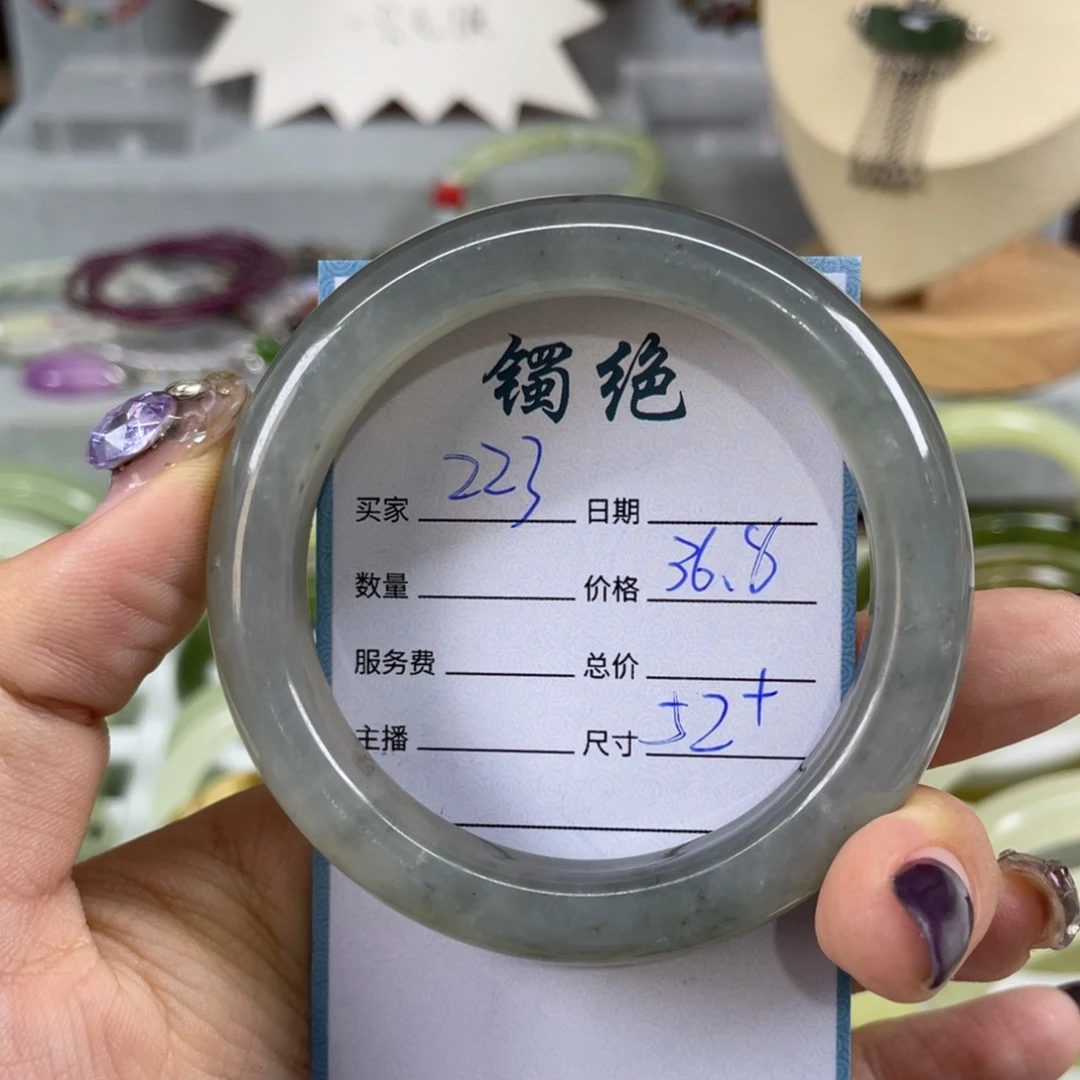 镯绝
买家 223 日期
数量 价格 36.8
服务费 总价
主播 尺寸 52+